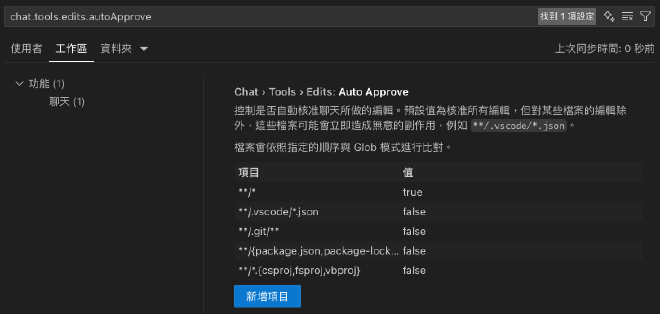 chat.tools.edits.autoApprove
找到 1 項設定
使用者 工作區 資料夾
上次同步時間: 0 秒前
功能 (1)
聊天 (1)
Chat › Tools › Edits: Auto Approve
控制是否自動核准聊天所做的編輯。預設值為核准所有編輯，但對某些檔案的編輯除
外，這些檔案可能會立即造成無意的副作用，例如 **/.vscode/*.json。
檔案會依照指定的順序與 Glob 模式進行比對。
項目 值
**/* true
**/.vscode/*.json false
**/.git/** false
**/{package.json,package-lock... false
**/*.{csproj,fsproj,vbproj} false
新增項目